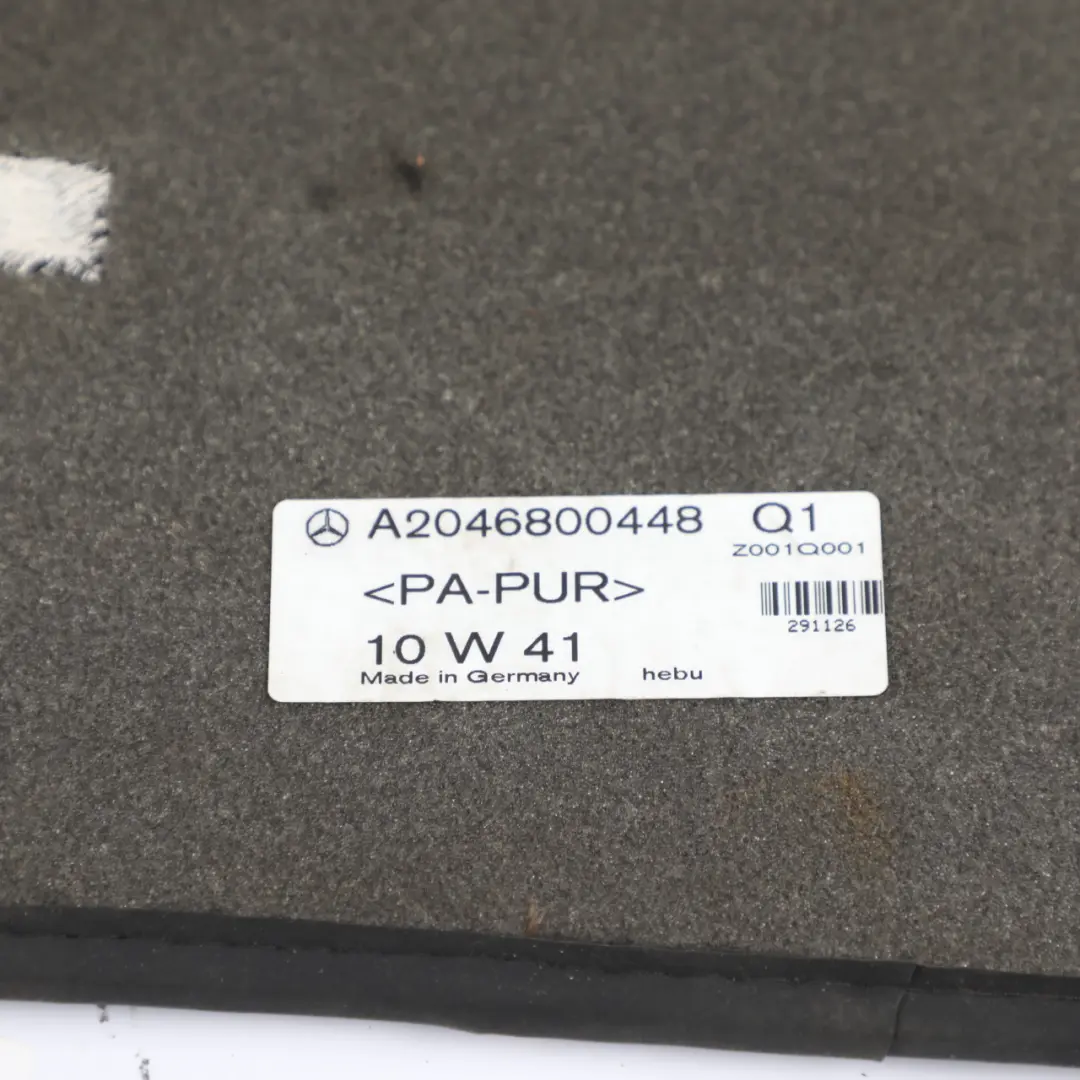 A2046800448 Q1
Z001Q001
<PA-PUR>
291126
10 W 41
Made in Germany hebu